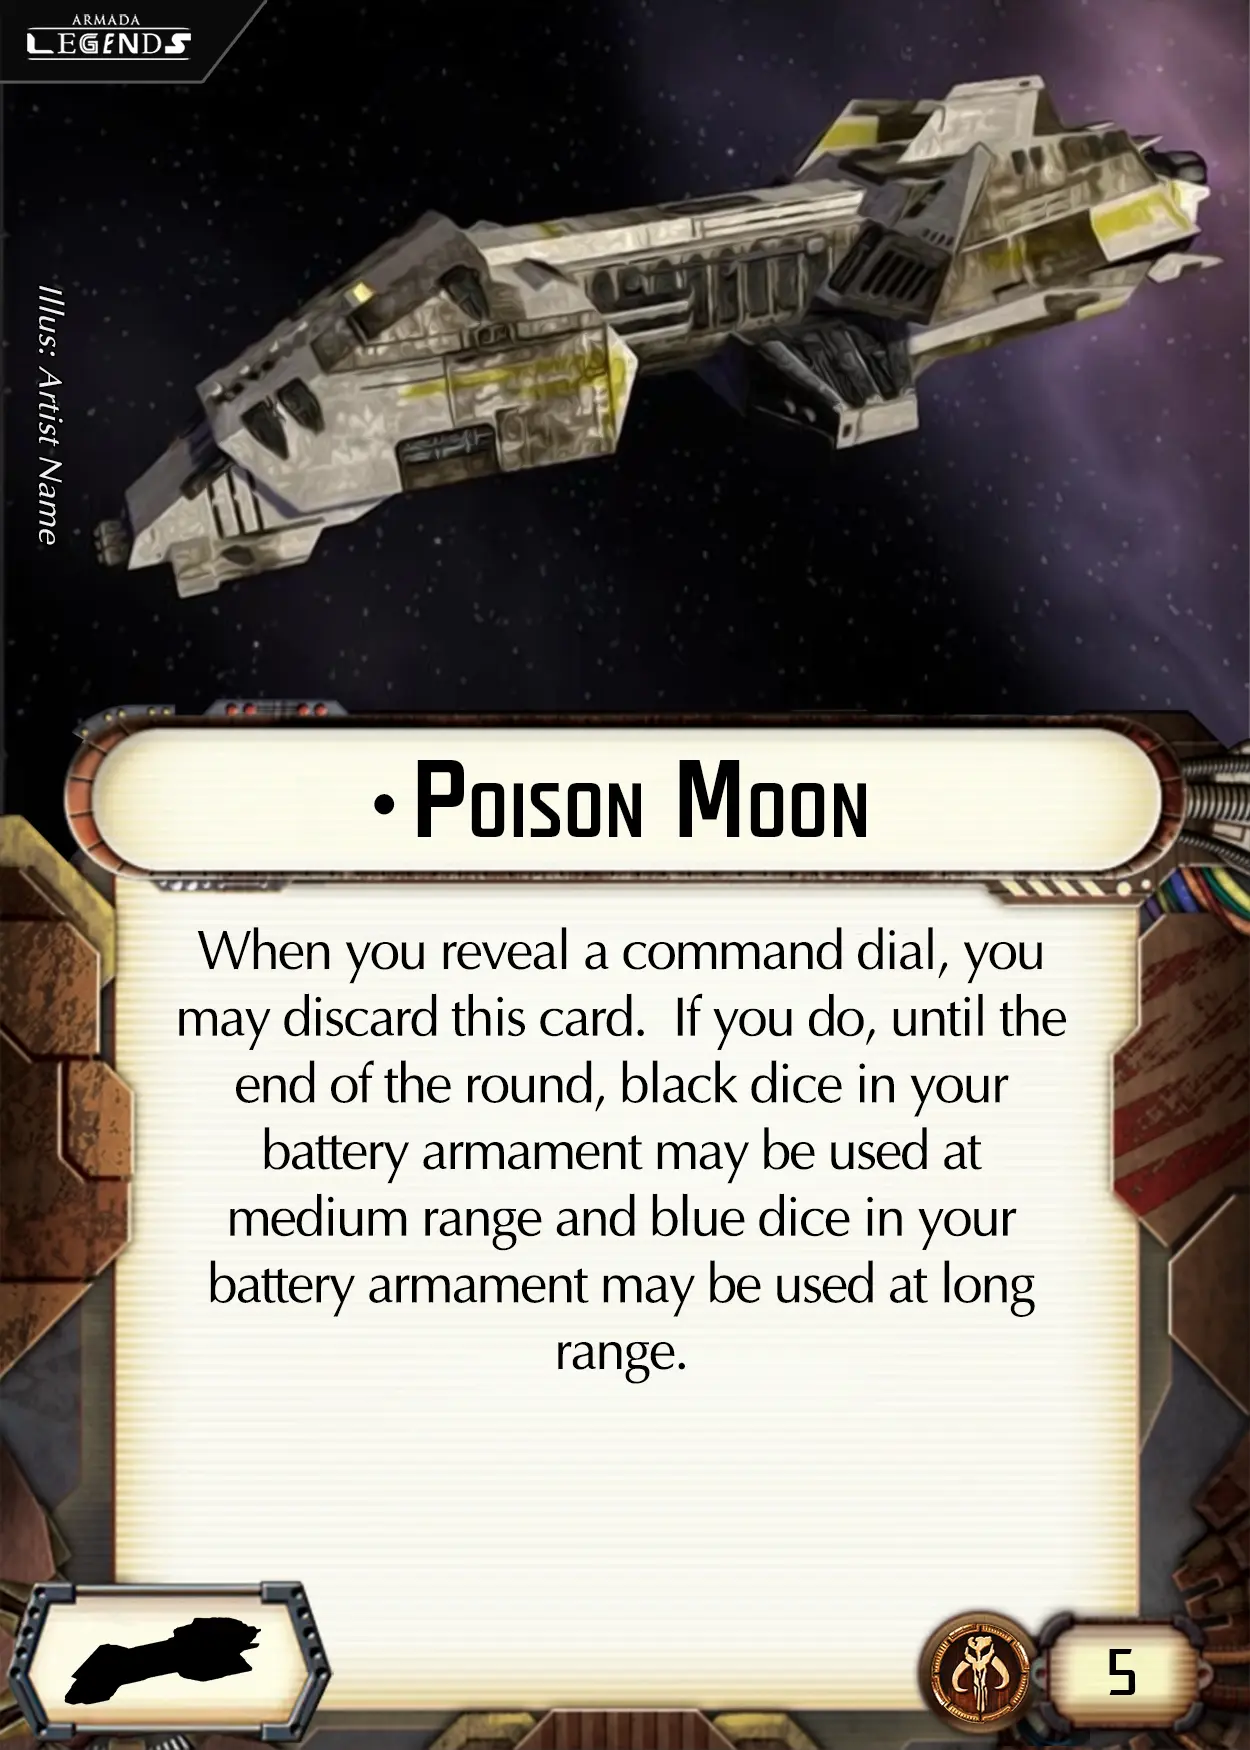 ARMADA
LEGENDS
Illus: Artist Name
• Poison Moon
When you reveal a command dial, you
may discard this card.  If you do, until the
end of the round, black dice in your
battery armament may be used at
medium range and blue dice in your
battery armament may be used at long
range.
5